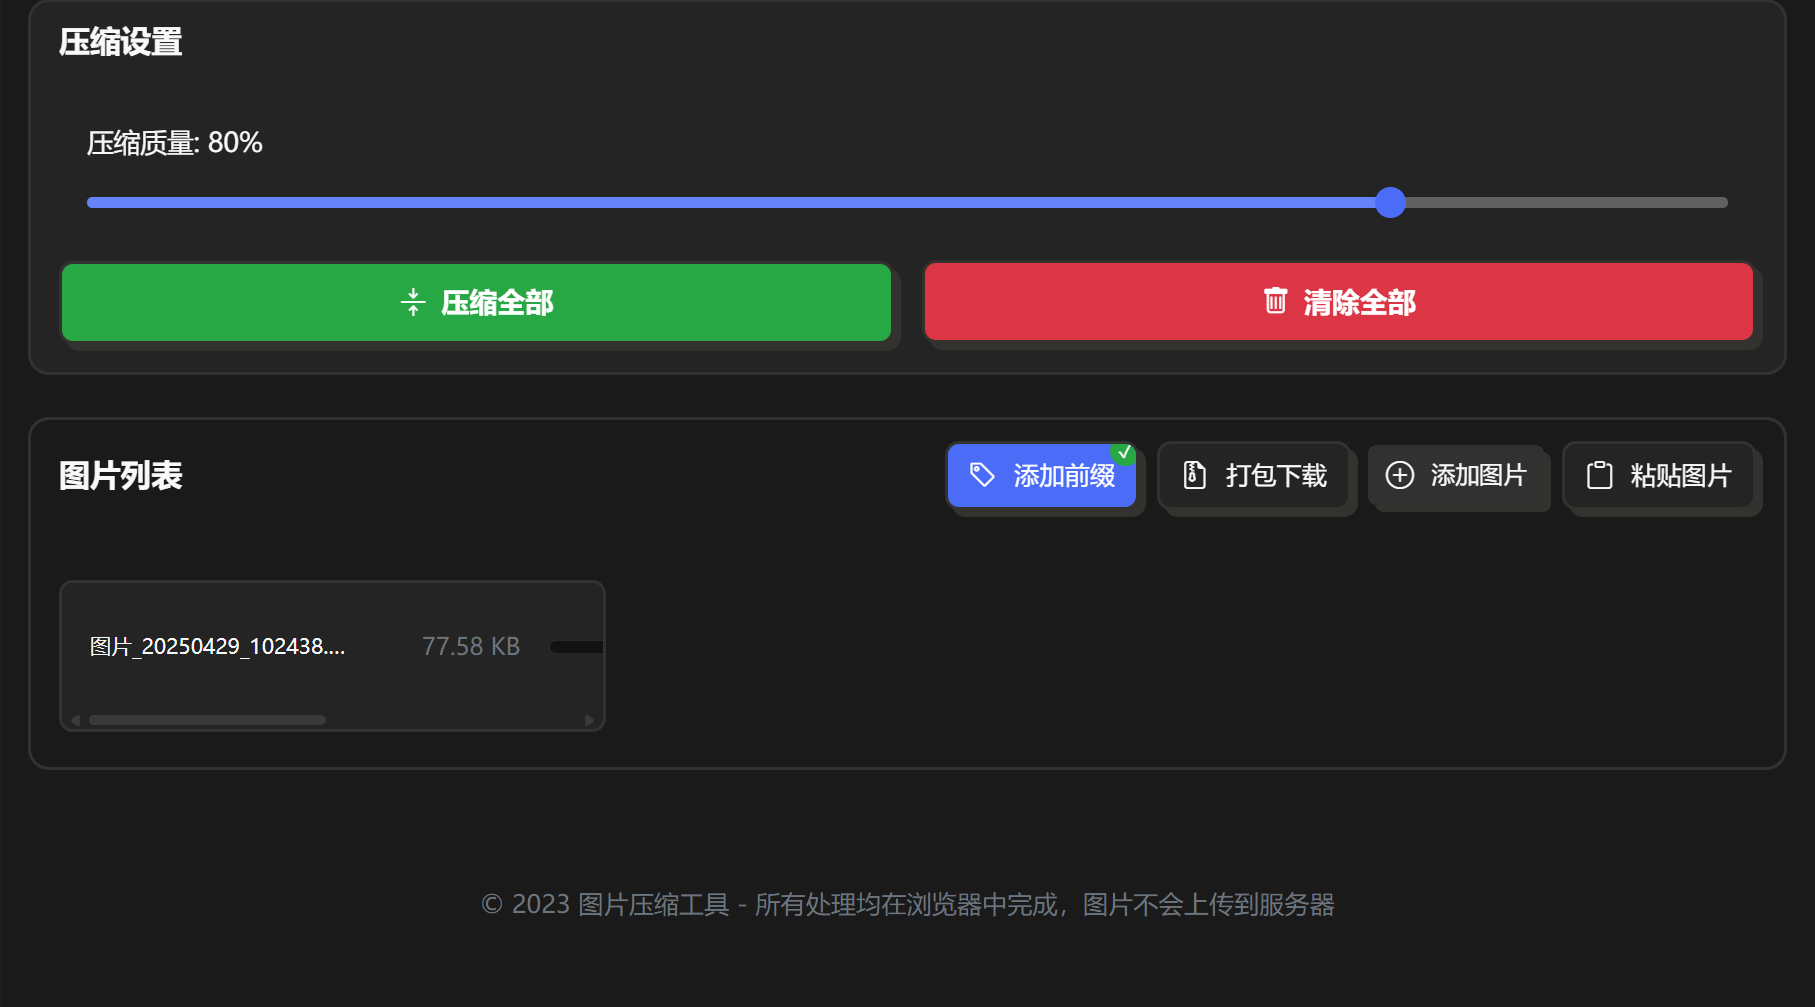 压缩设置
压缩质量: 80%
压缩全部
清除全部
图片列表
添加前缀
打包下载
添加图片
粘贴图片
图片_20250429_102438....
77.58 KB
© 2023 图片压缩工具 - 所有处理均在浏览器中完成，图片不会上传到服务器